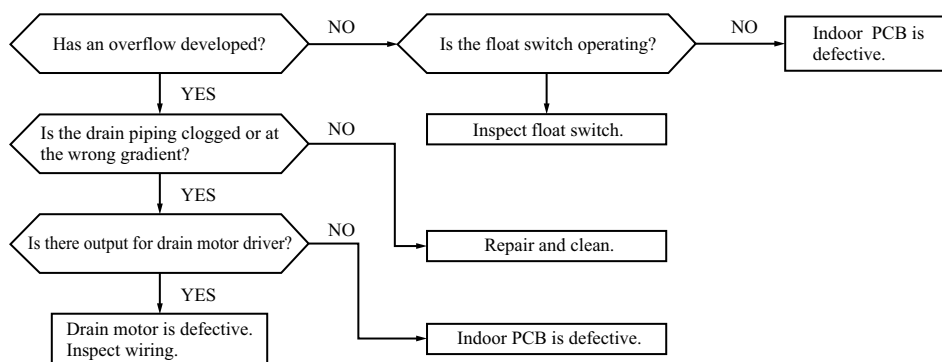 Has an overflow developed?
NO
Is the float switch operating?
NO
Indoor PCB is
defective.
YES
Inspect float switch.
Is the drain piping clogged or at
the wrong gradient?
NO
YES
Repair and clean.
Is there output for drain motor driver?
NO
YES
Drain motor is defective.
Inspect wiring.
Indoor PCB is defective.